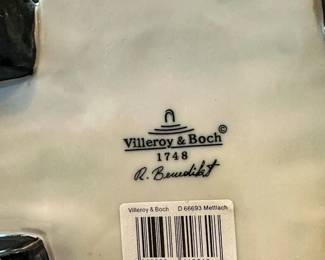 Villeroy & Boch ©
1748
R. Benedikt
Villeroy & Boch D 66693 Mettlach